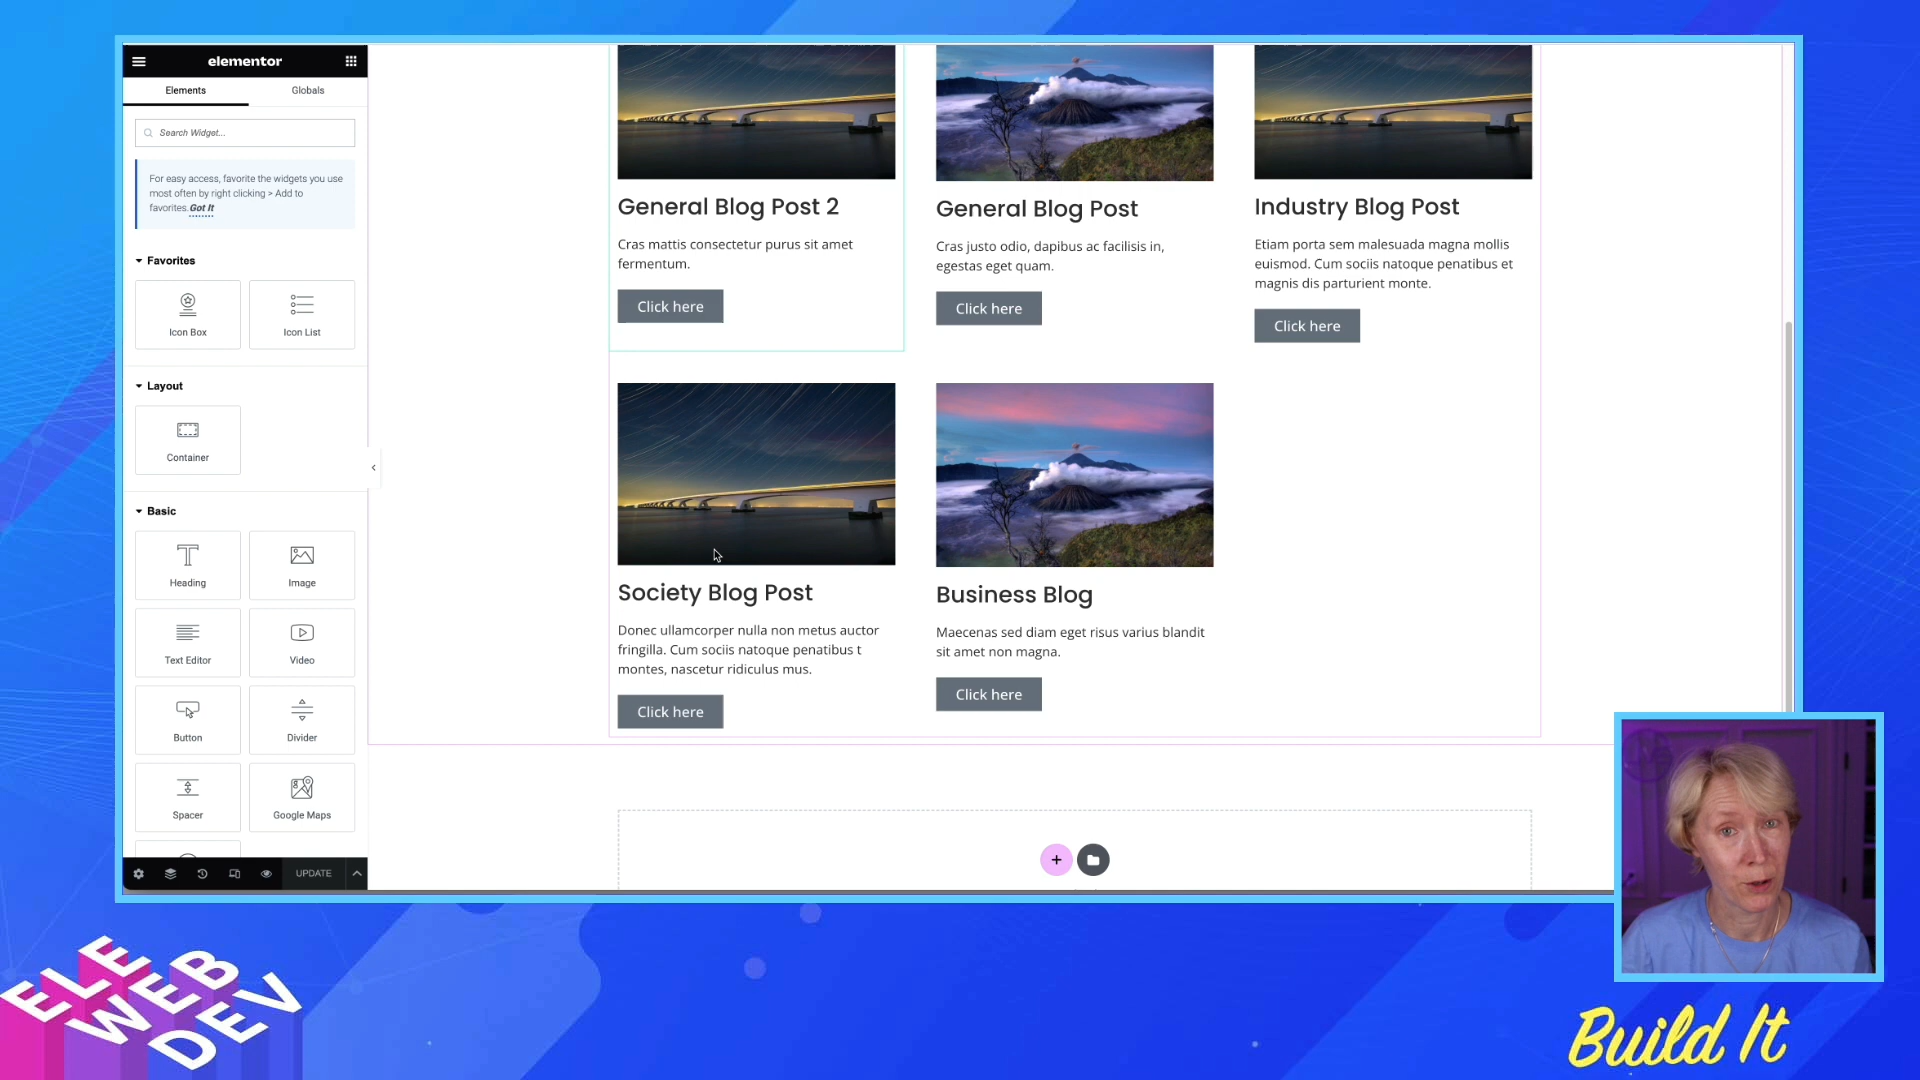 elementor
Elements
Globals
Search Widget...
For easy access, favorite the widgets you use
most often by right clicking > Add to
favorites. Got It
Favorites
Icon Box
Icon List
Layout
Container
Basic
Heading
Image
Text Editor
Video
Button
Divider
Spacer
Google Maps
UPDATE
General Blog Post 2
Cras mattis consectetur purus sit amet
fermentum.
Click here
General Blog Post
Cras justo odio, dapibus ac facilisis in,
egestas eget quam.
Click here
Industry Blog Post
Etiam porta sem malesuada magna mollis
euismod. Cum sociis natoque penatibus et
magnis dis parturient monte.
Click here
Society Blog Post
Donec ullamcorper nulla non metus auctor
fringilla. Cum sociis natoque penatibus t
montes, nascetur ridiculus mus.
Click here
Business Blog
Maecenas sed diam eget risus varius blandit
sit amet non magna.
Click here
ELE
WEB
DEV
Build It